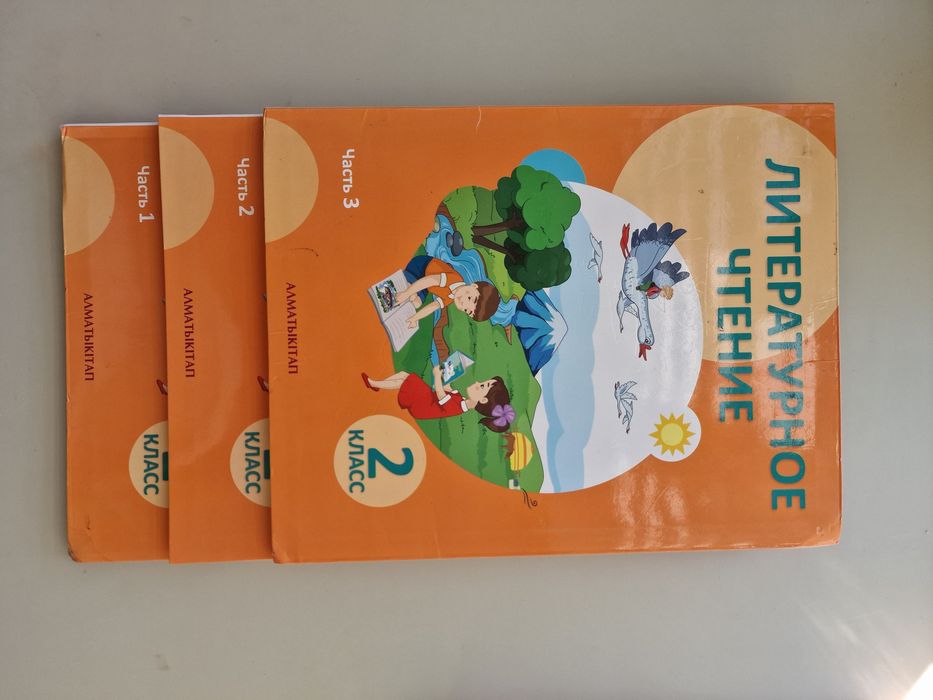 ЛИТЕРАТУРНОЕ
ЧТЕНИЕ
2
КЛАСС
Часть 3
АЛМАТЫКІТАП
КЛАСС
Часть 2
АЛМАТЫКІТАП
КЛАСС
Часть 1
АЛМАТЫКІТАП